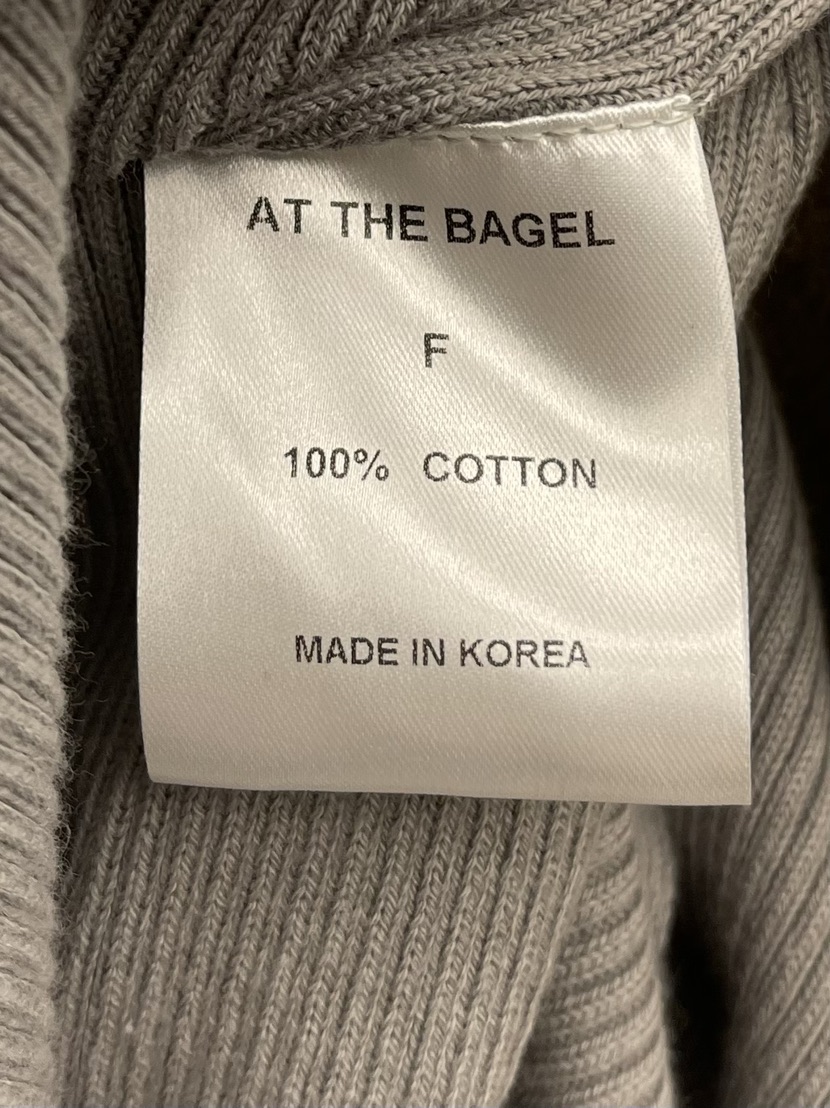 AT THE BAGEL
F
100% COTTON
MADE IN KOREA